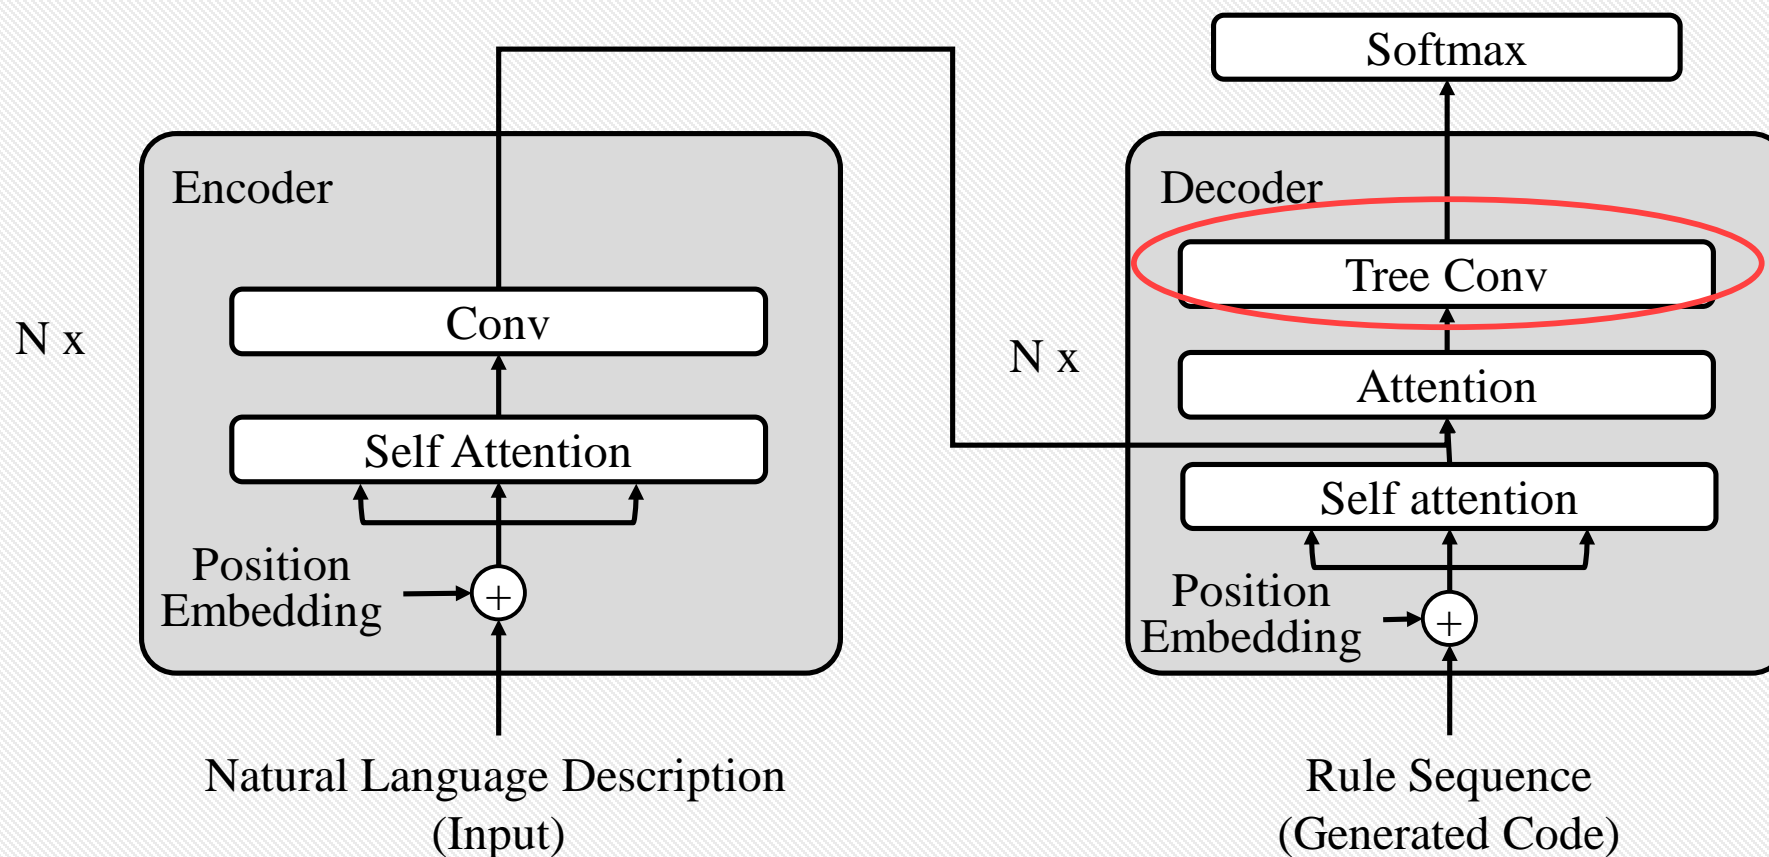 Encoder
N x
Conv
Self Attention
Position
Embedding
+
Natural Language Description
(Input)
Softmax
Decoder
Tree Conv
N x
Attention
Self attention
Position
Embedding
+
Rule Sequence
(Generated Code)